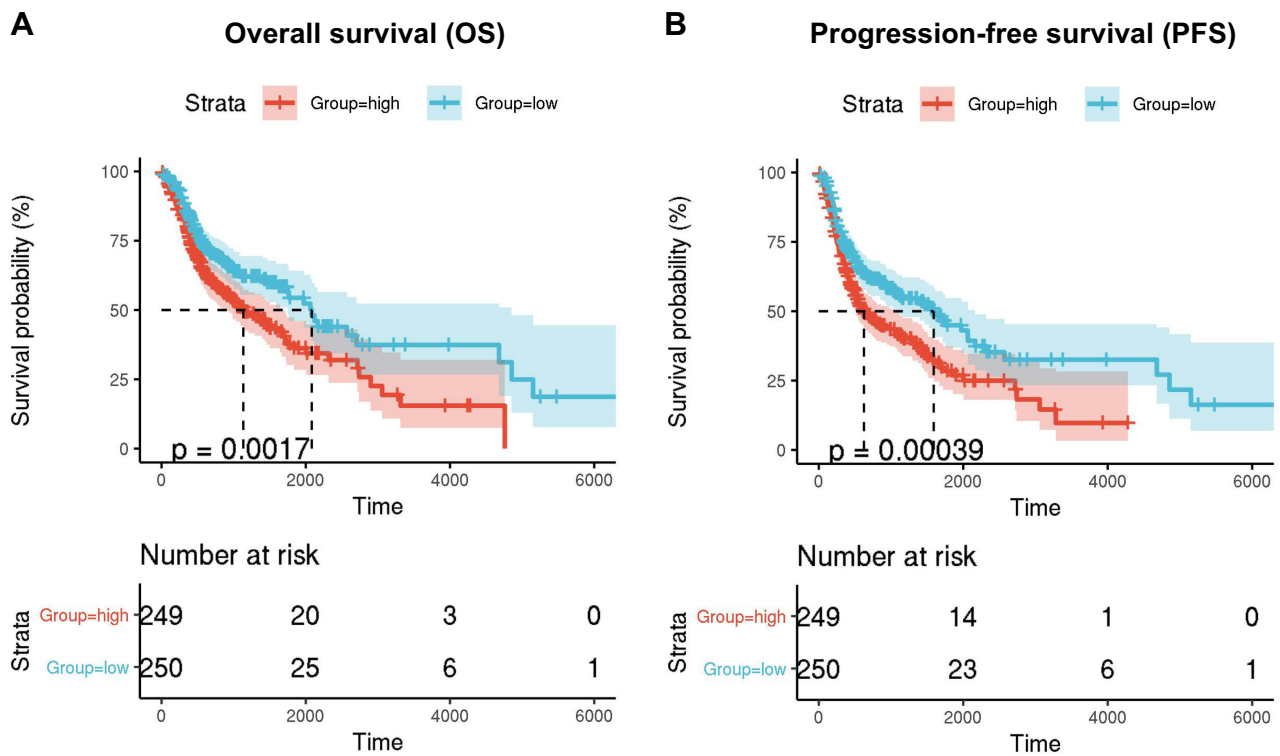 A
Overall survival (OS)
Strata Group=high Group=low
Survival probability (%)
100
75
50
25
0
p = 0.0017
0 2000 4000 6000
Time
Number at risk
Strata
Group=high 249 20 3 0
Group=low 250 25 6 1
0 2000 4000 6000
Time
B
Progression-free survival (PFS)
Strata Group=high Group=low
Survival probability (%)
100
75
50
25
0
p = 0.00039
0 2000 4000 6000
Time
Number at risk
Strata
Group=high 249 14 1 0
Group=low 250 23 6 1
0 2000 4000 6000
Time